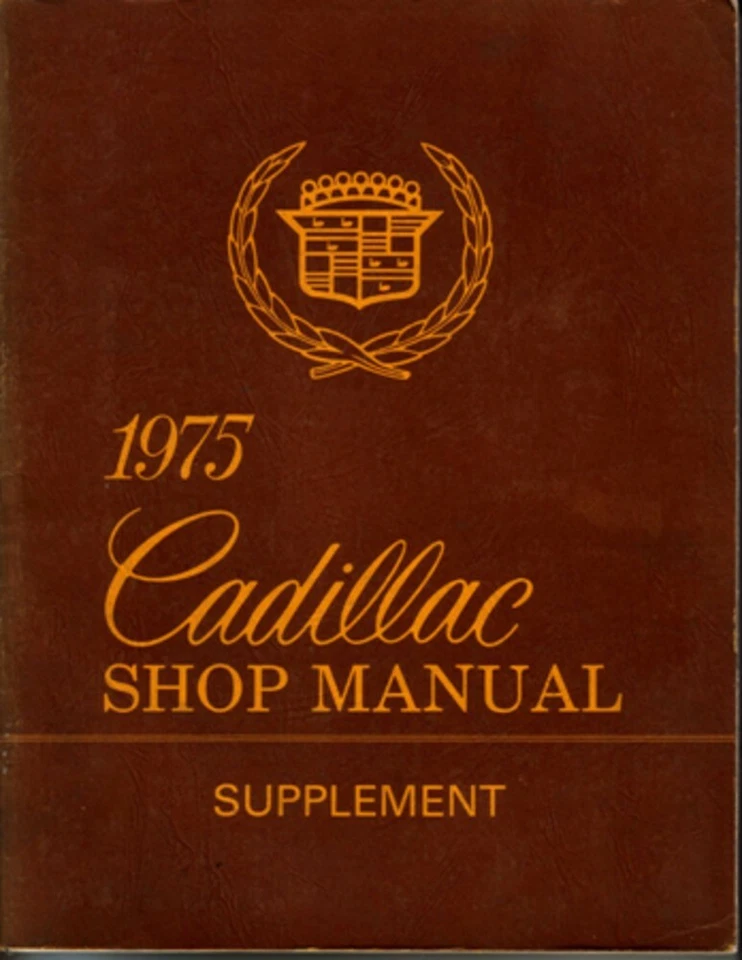 1975
Cadillac
SHOP MANUAL
SUPPLEMENT